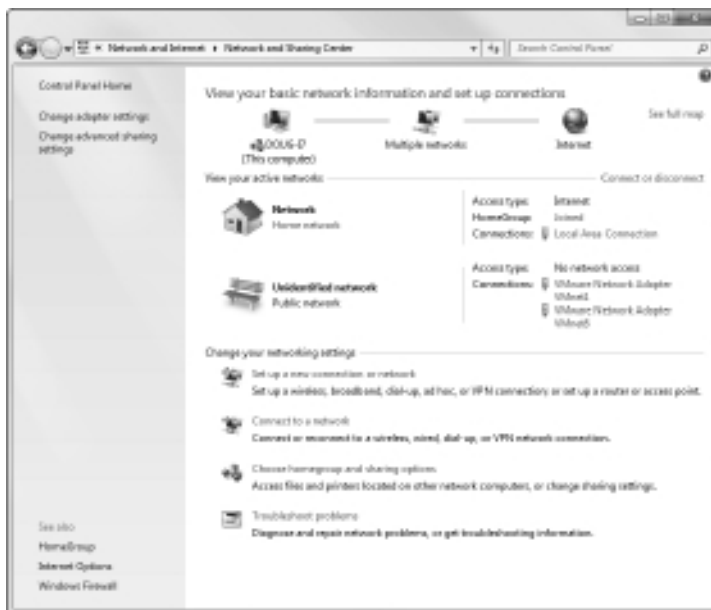 Network and Internet Network and Sharing Center
Search Control Panel
Control Panel Home
Change adapter settings
Change advanced sharing
settings
View your basic network information and set up connections
See full map
DOUG-I7
(This computer)
Multiple networks
Internet
View your active networks
Connect or disconnect
Network
Home network
Access type: Internet
HomeGroup: Joined
Connections: Local Area Connection
Unidentified network
Public network
Access type: No network access
Connections: VMware Network Adapter
VMnet1
VMware Network Adapter
VMnet8
Change your networking settings
Set up a new connection or network
Set up a wireless, broadband, dial-up, ad hoc, or VPN connection; or set up a router or access point.
Connect to a network
Connect or reconnect to a wireless, wired, dial-up, or VPN network connection.
Choose homegroup and sharing options
Access files and printers located on other network computers, or change sharing settings.
Troubleshoot problems
Diagnose and repair network problems, or get troubleshooting information.
See also
HomeGroup
Internet Options
Windows Firewall